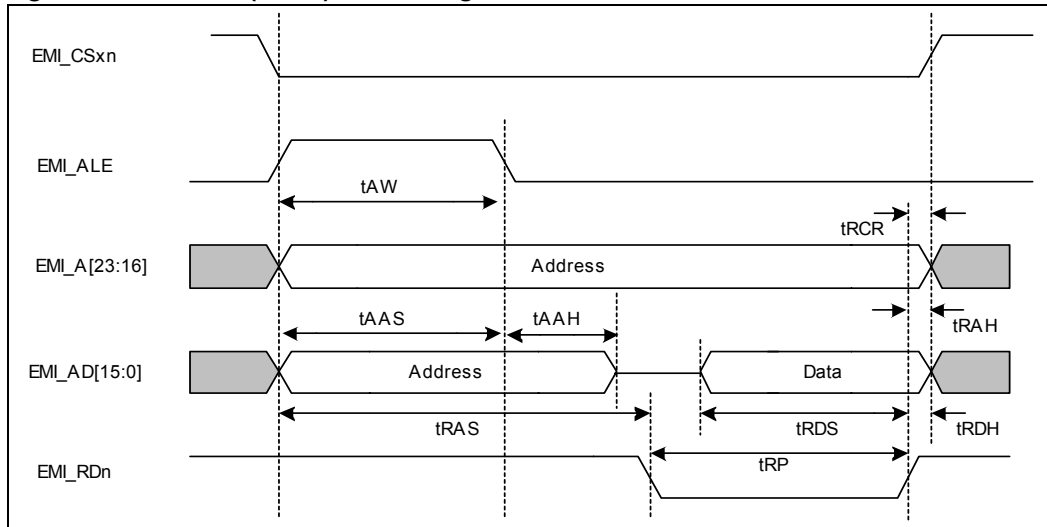 EMI_CSxn
EMI_ALE
tAW
tRCR
EMI_A[23:16]
Address
tAAS
tAAH
tRAH
EMI_AD[15:0]
Address
Data
tRAS
tRDS
tRDH
tRP
EMI_RDn